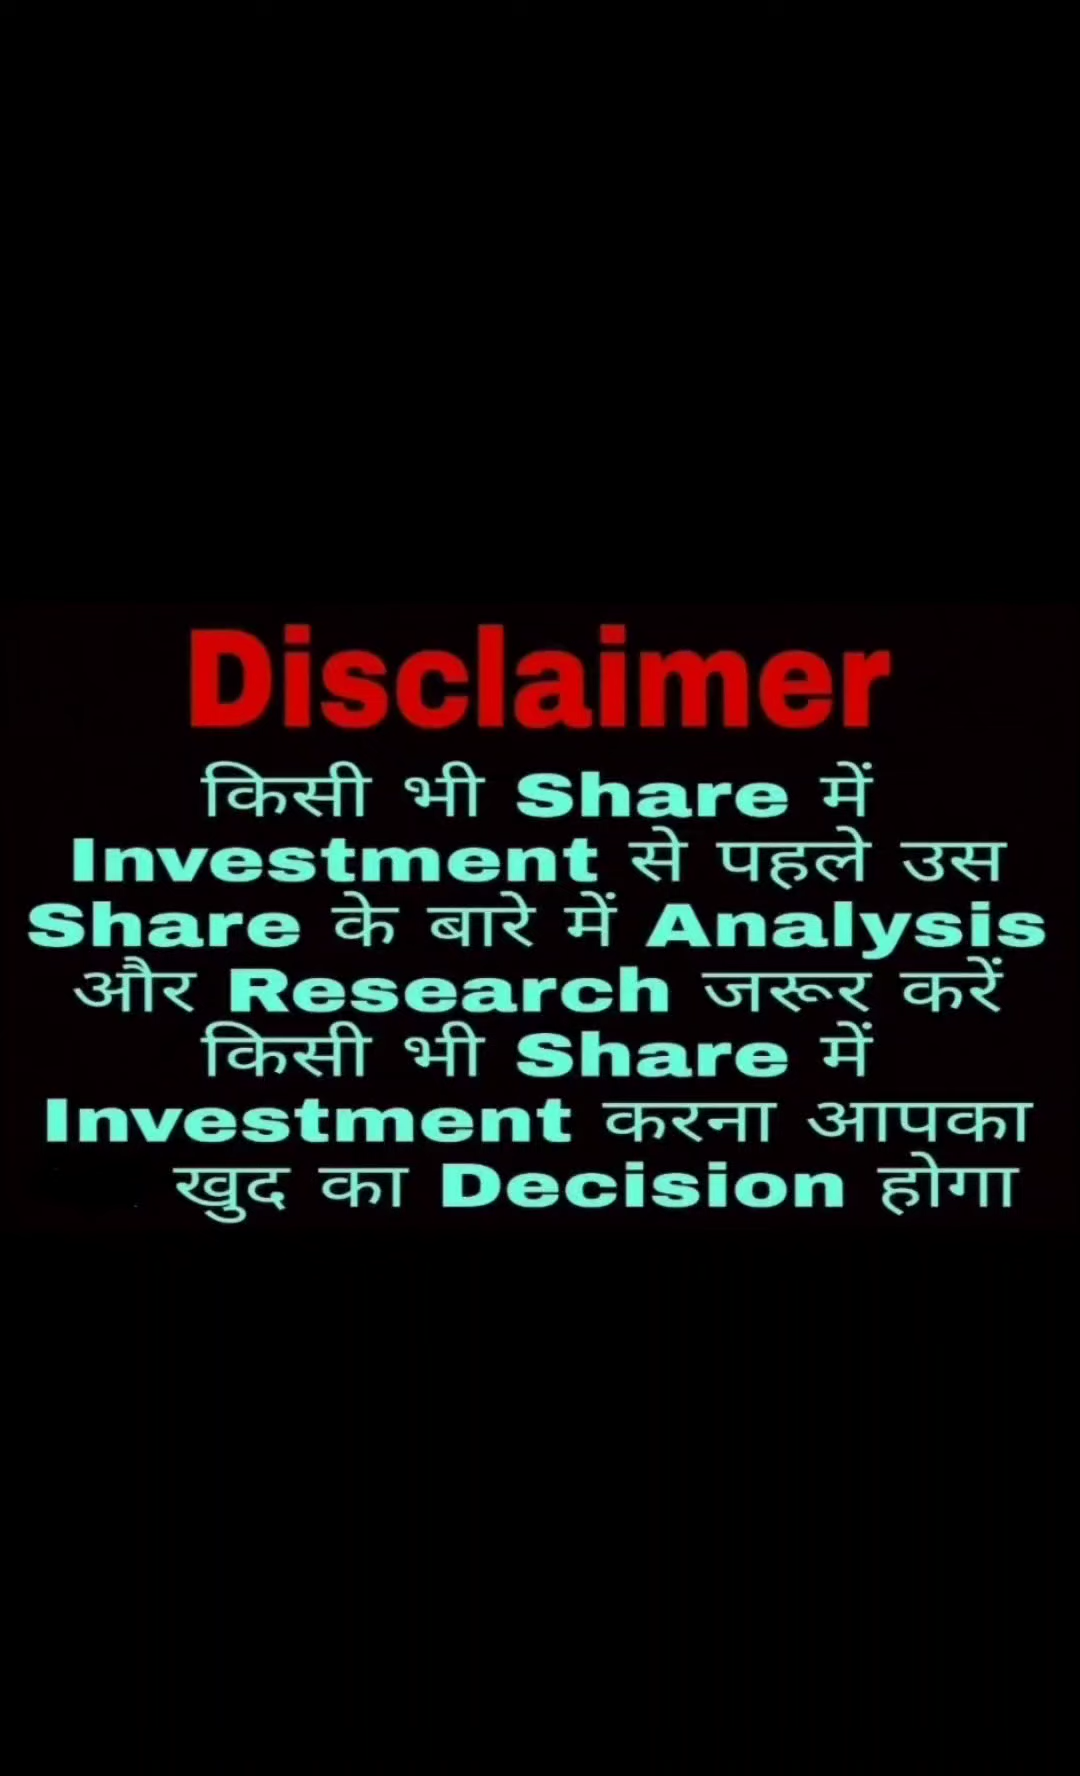 Disclaimer
किसी भी Share में
Investment से पहले उस
Share के बारे में Analysis
और Research जरूर करें
किसी भी Share में
Investment करना आपका
खुद का Decision होगा